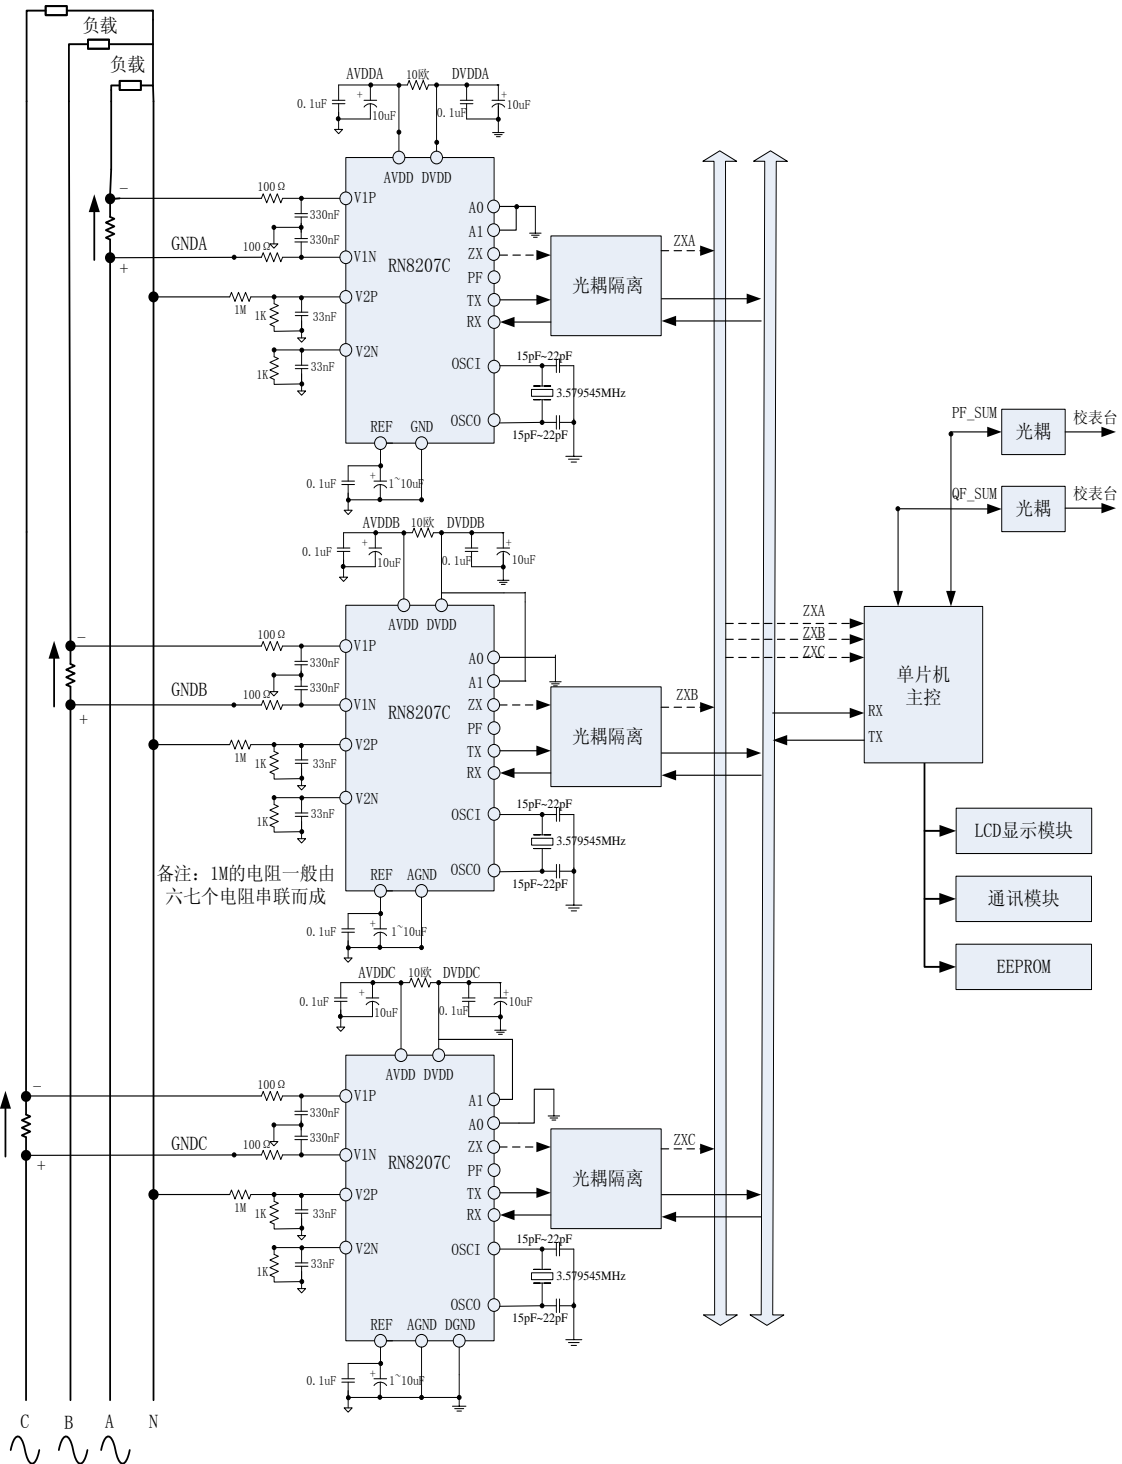 负载
负载
AVDDA
10欧
DVDDA
0.1uF
+
10uF
0.1uF
+
10uF
AVDD
DVDD
−
100Ω
V1P
330nF
330nF
GNDA
100Ω
V1N
+
RN8207C
A0
A1
ZX
PF
TX
RX
光耦隔离
ZXA
1M
1K
33nF
V2P
1K
33nF
V2N
OSCI
15pF~22pF
3.579545MHz
OSCO
15pF~22pF
REF
GND
0.1uF
+
1~10uF
PF_SUM
光耦
校表台
QF_SUM
光耦
校表台
AVDDB
10欧
DVDDB
0.1uF
+
10uF
0.1uF
+
10uF
AVDD
DVDD
−
100Ω
V1P
330nF
330nF
GNDB
100Ω
V1N
+
RN8207C
A0
A1
ZX
PF
TX
RX
光耦隔离
ZXB
1M
1K
33nF
V2P
1K
33nF
V2N
OSCI
15pF~22pF
3.579545MHz
OSCO
15pF~22pF
REF
AGND
0.1uF
+
1~10uF
备注：1M的电阻一般由
六七个电阻串联而成
ZXA
ZXB
ZXC
单片机
主控
RX
TX
LCD显示模块
通讯模块
EEPROM
AVDDC
10欧
DVDDC
0.1uF
+
10uF
0.1uF
+
10uF
AVDD
DVDD
−
100Ω
V1P
330nF
330nF
GNDC
100Ω
V1N
+
RN8207C
A1
A0
ZX
PF
TX
RX
光耦隔离
ZXC
1M
1K
33nF
V2P
1K
33nF
V2N
OSCI
15pF~22pF
3.579545MHz
OSCO
15pF~22pF
REF
AGND
DGND
0.1uF
+
1~10uF
C
B
A
N